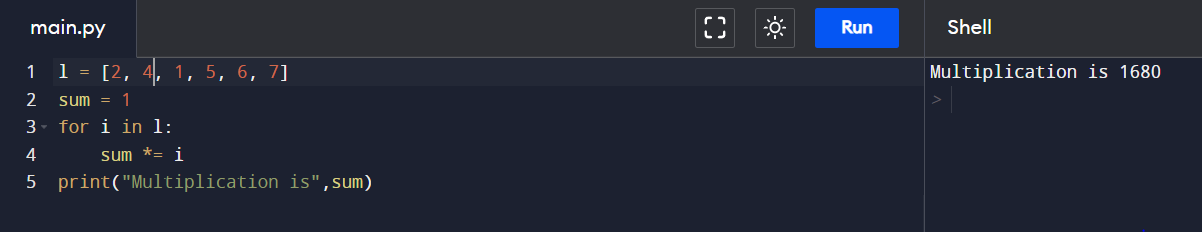 main.py Run Shell
1 l = [2, 4, 1, 5, 6, 7]
2 sum = 1
3 for i in l:
4     sum *= i
5 print("Multiplication is",sum)
Multiplication is 1680
>